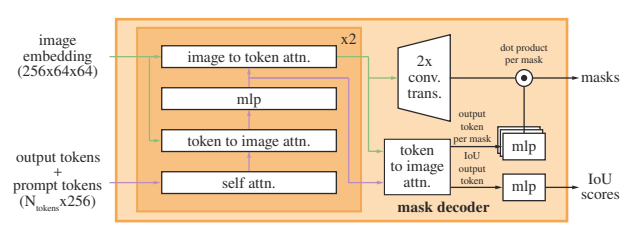 image
embedding
(256x64x64)
output tokens
+
prompt tokens
(Ntokensx256)
x2
image to token attn.
mlp
token to image attn.
self attn.
2x
conv.
trans.
token
to image
attn.
dot product
per mask
output
token
per mask
IoU
output
token
mlp
mlp
mask decoder
masks
IoU
scores